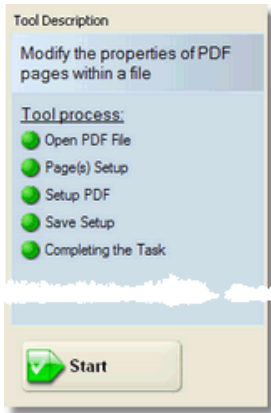 Tool Description
Modify the properties of PDF
pages within a file
Tool process:
Open PDF File
Page(s) Setup
Setup PDF
Save Setup
Completing the Task
Start